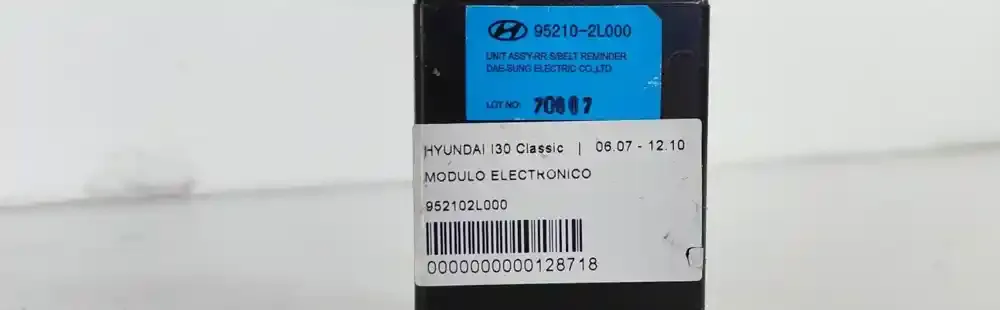 95210-2L000
UNIT ASSY-RR S/BELT REMINDER
DAE-SUNG ELECTRIC CO.,LTD
LOT NO:
HYUNDAI I30 Classic | 06.07 - 12.10
MODULO ELECTRONICO
952102L000
0000000000128718